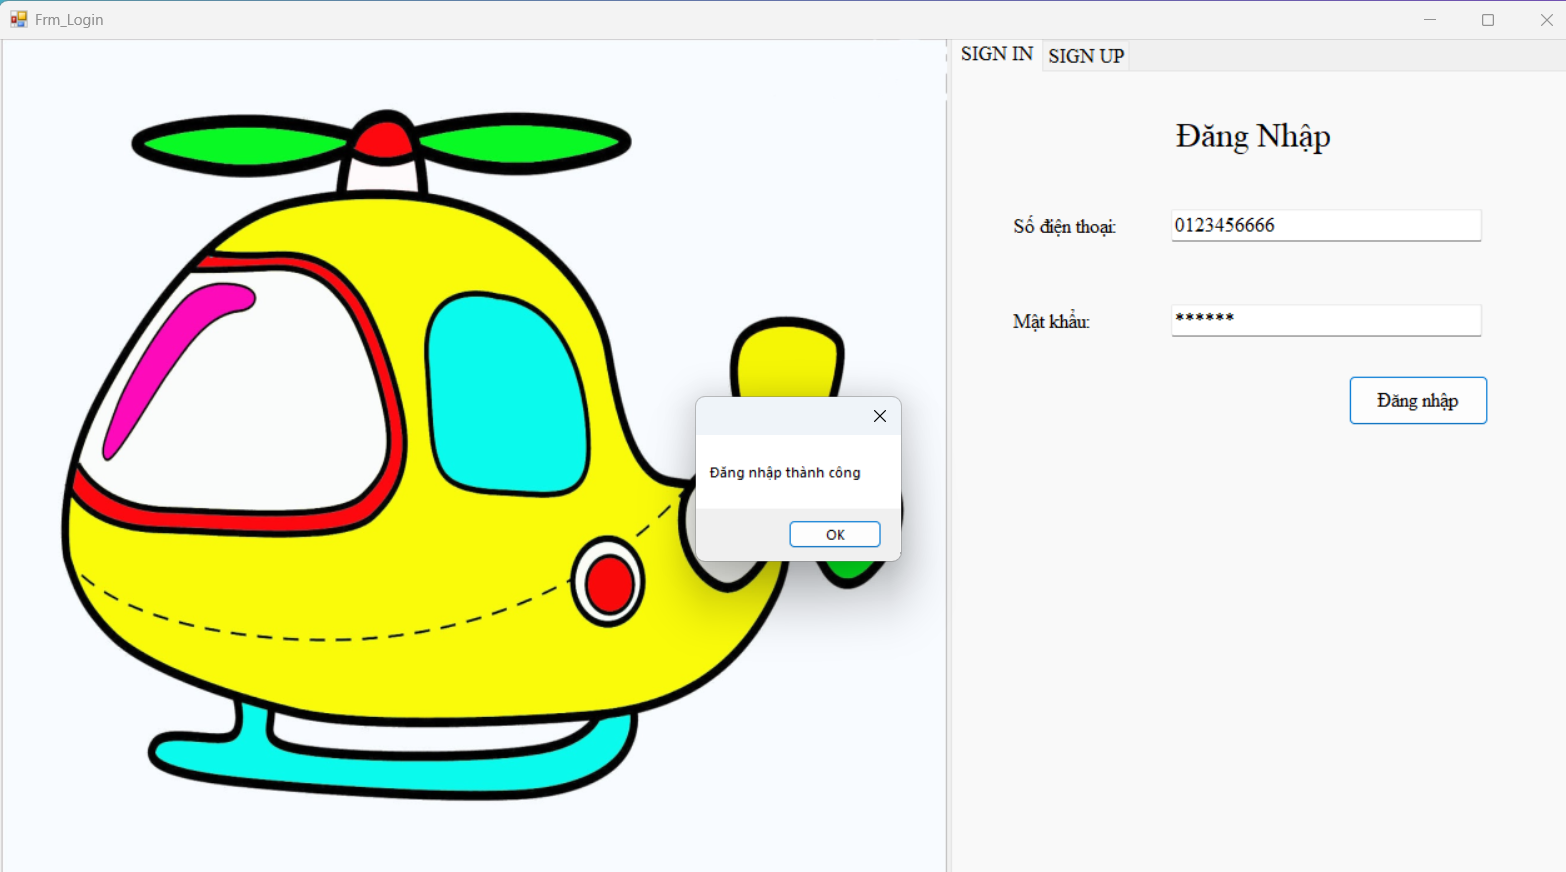 Frm_Login
SIGN IN
SIGN UP
Đăng Nhập
Số điện thoại:
0123456666
Mật khẩu:
******
Đăng nhập
Đăng nhập thành công
OK